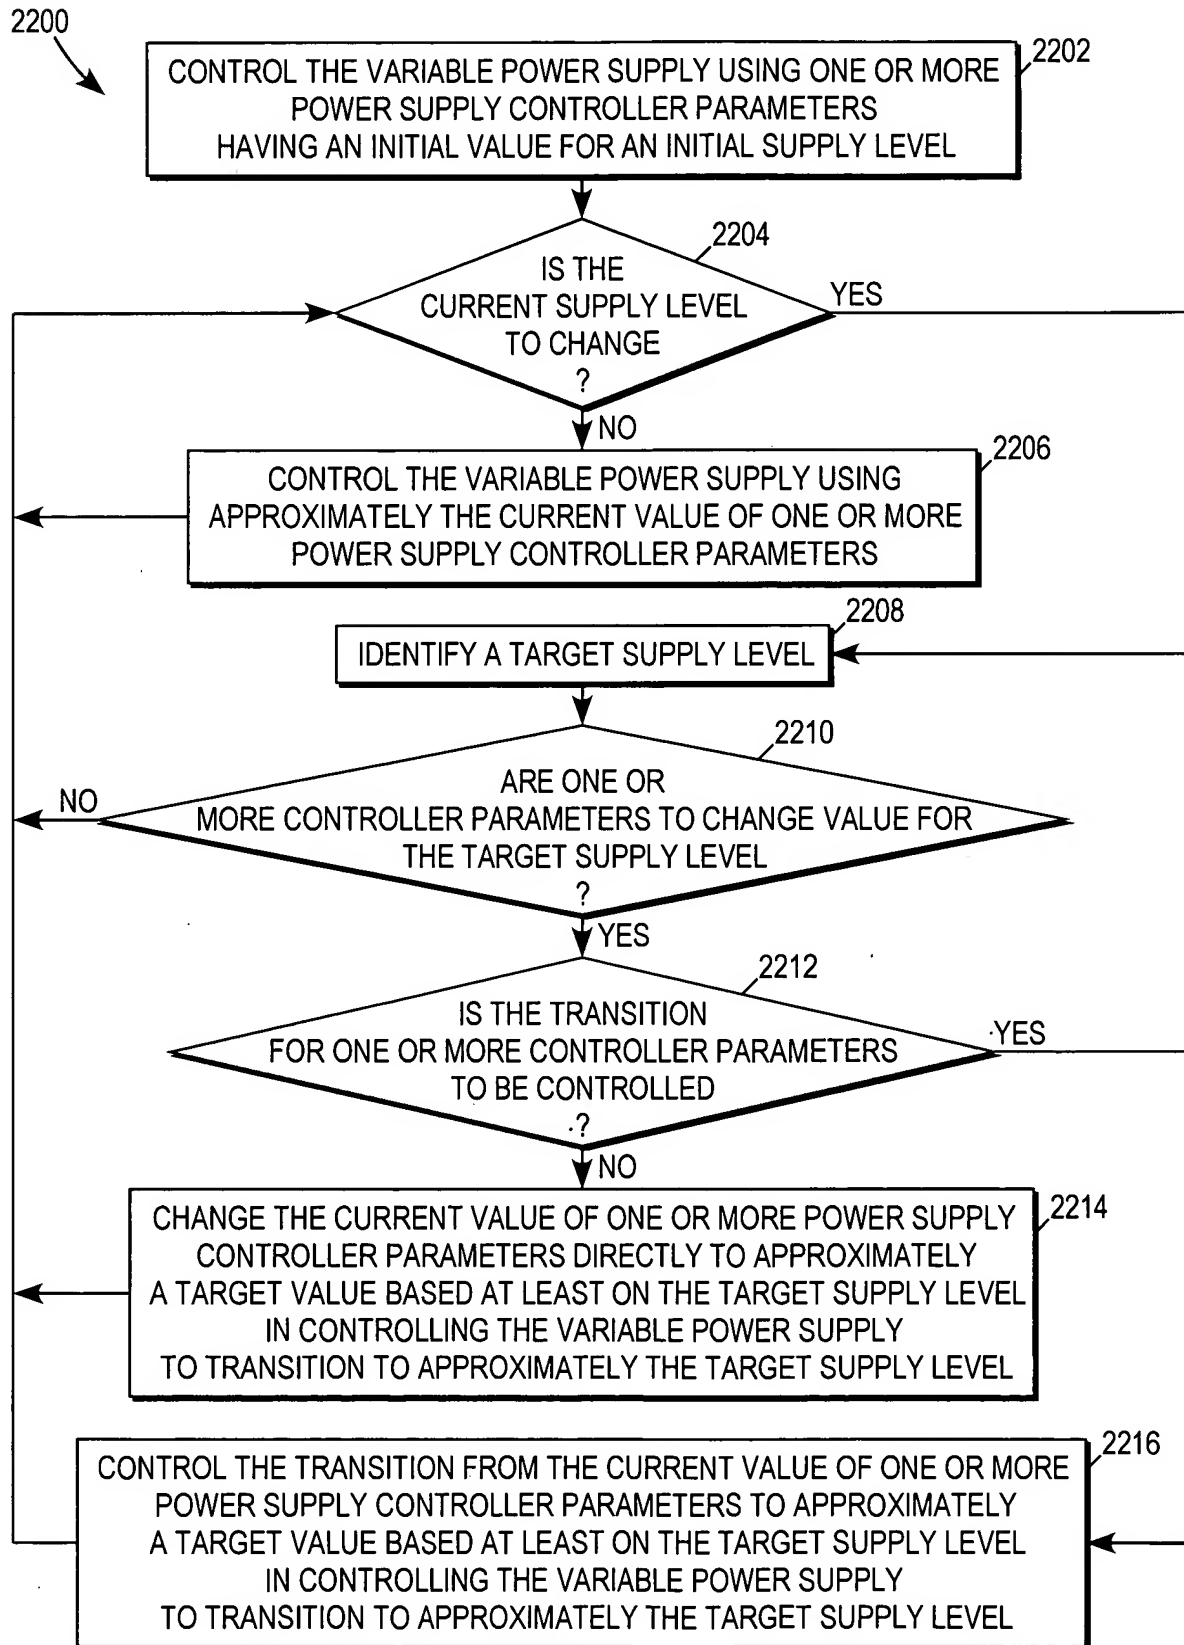 2200
2202
CONTROL THE VARIABLE POWER SUPPLY USING ONE OR MORE
POWER SUPPLY CONTROLLER PARAMETERS
HAVING AN INITIAL VALUE FOR AN INITIAL SUPPLY LEVEL
2204
IS THE
CURRENT SUPPLY LEVEL
TO CHANGE
?
YES
NO
2206
CONTROL THE VARIABLE POWER SUPPLY USING
APPROXIMATELY THE CURRENT VALUE OF ONE OR MORE
POWER SUPPLY CONTROLLER PARAMETERS
2208
IDENTIFY A TARGET SUPPLY LEVEL
2210
ARE ONE OR
MORE CONTROLLER PARAMETERS TO CHANGE VALUE FOR
THE TARGET SUPPLY LEVEL
?
NO
YES
2212
IS THE TRANSITION
FOR ONE OR MORE CONTROLLER PARAMETERS
TO BE CONTROLLED
?
YES
NO
2214
CHANGE THE CURRENT VALUE OF ONE OR MORE POWER SUPPLY
CONTROLLER PARAMETERS DIRECTLY TO APPROXIMATELY
A TARGET VALUE BASED AT LEAST ON THE TARGET SUPPLY LEVEL
IN CONTROLLING THE VARIABLE POWER SUPPLY
TO TRANSITION TO APPROXIMATELY THE TARGET SUPPLY LEVEL
2216
CONTROL THE TRANSITION FROM THE CURRENT VALUE OF ONE OR MORE
POWER SUPPLY CONTROLLER PARAMETERS TO APPROXIMATELY
A TARGET VALUE BASED AT LEAST ON THE TARGET SUPPLY LEVEL
IN CONTROLLING THE VARIABLE POWER SUPPLY
TO TRANSITION TO APPROXIMATELY THE TARGET SUPPLY LEVEL